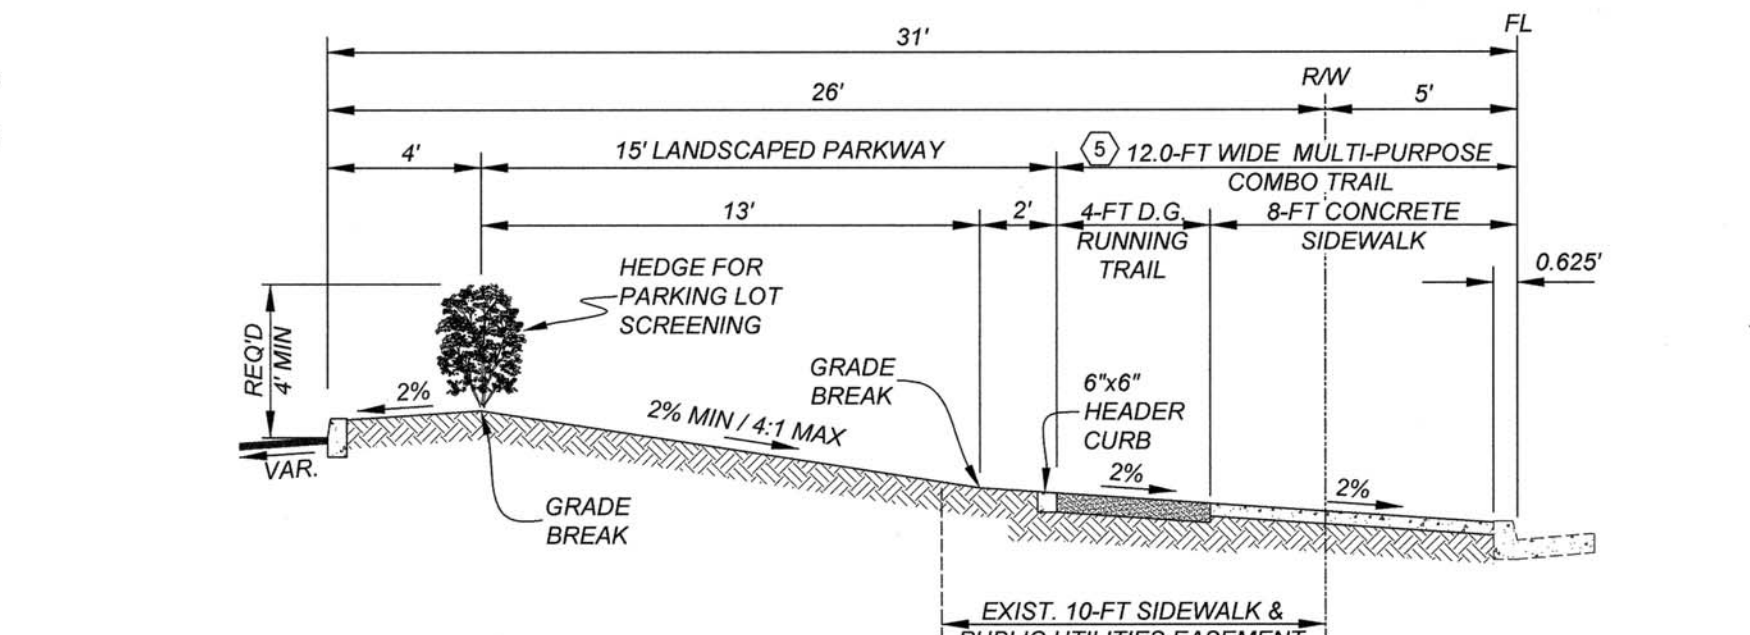 FL
31'
R/W
26'
5'
4'
15' LANDSCAPED PARKWAY
5
12.0-FT WIDE MULTI-PURPOSE
COMBO TRAIL
13'
2'
4-FT D.G.
RUNNING
TRAIL
8-FT CONCRETE
SIDEWALK
0.625'
HEDGE FOR
PARKING LOT
SCREENING
REQ'D
4' MIN
GRADE
BREAK
6"x6"
HEADER
CURB
2%
2% MIN / 4:1 MAX
VAR.
2%
2%
GRADE
BREAK
EXIST. 10-FT SIDEWALK &
PUBLIC UTILITIES EASEMENT